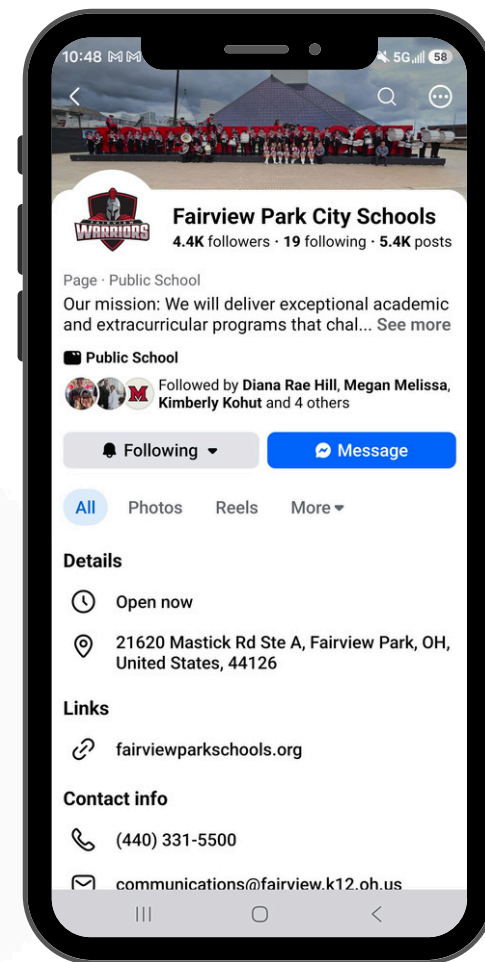 10:48
5G 58
FAIRVIEW
WARRIORS
Fairview Park City Schools
4.4K followers · 19 following · 5.4K posts
Page · Public School
Our mission: We will deliver exceptional academic
and extracurricular programs that chal... See more
Public School
Followed by Diana Rae Hill, Megan Melissa,
Kimberly Kohut and 4 others
M
Following
Message
All Photos Reels More
Details
Open now
21620 Mastick Rd Ste A, Fairview Park, OH,
United States, 44126
Links
fairviewparkschools.org
Contact info
(440) 331-5500
communications@fairview.k12.oh.us